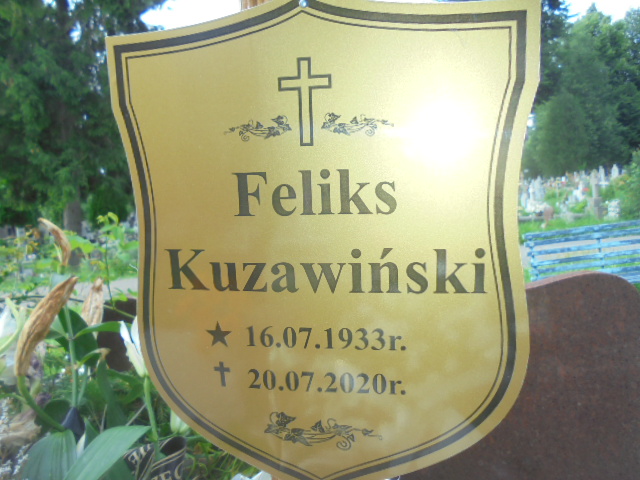 Feliks
Kuzawiński
★ 16.07.1933r.
✝ 20.07.2020r.